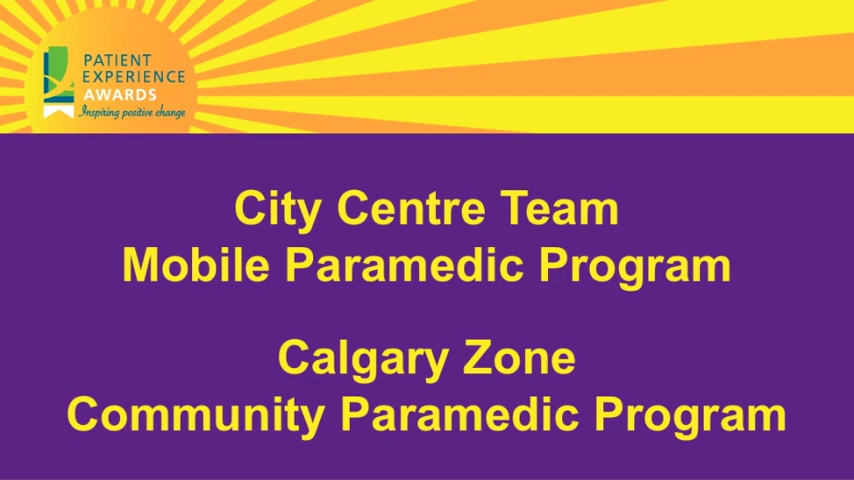 PATIENT
EXPERIENCE
AWARDS
Inspiring positive change
City Centre Team
Mobile Paramedic Program
Calgary Zone
Community Paramedic Program